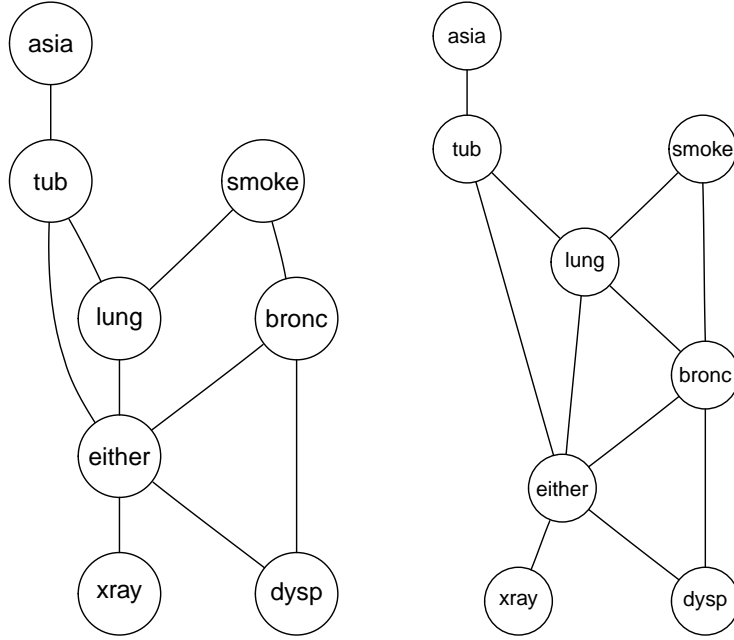 asia
tub
smoke
lung
bronc
either
xray
dysp
asia
tub
smoke
lung
bronc
either
xray
dysp